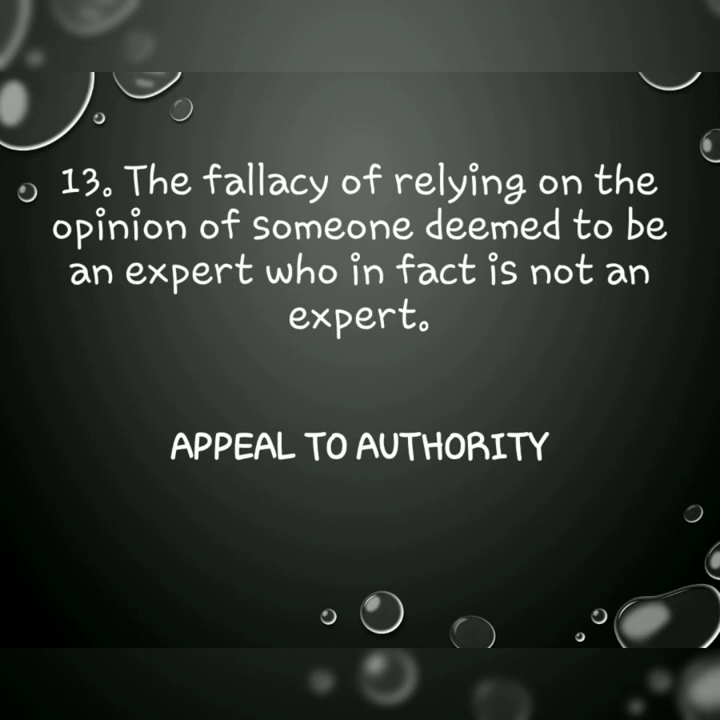 13. The fallacy of relying on the
opinion of someone deemed to be
an expert who in fact is not an
expert.
APPEAL TO AUTHORITY